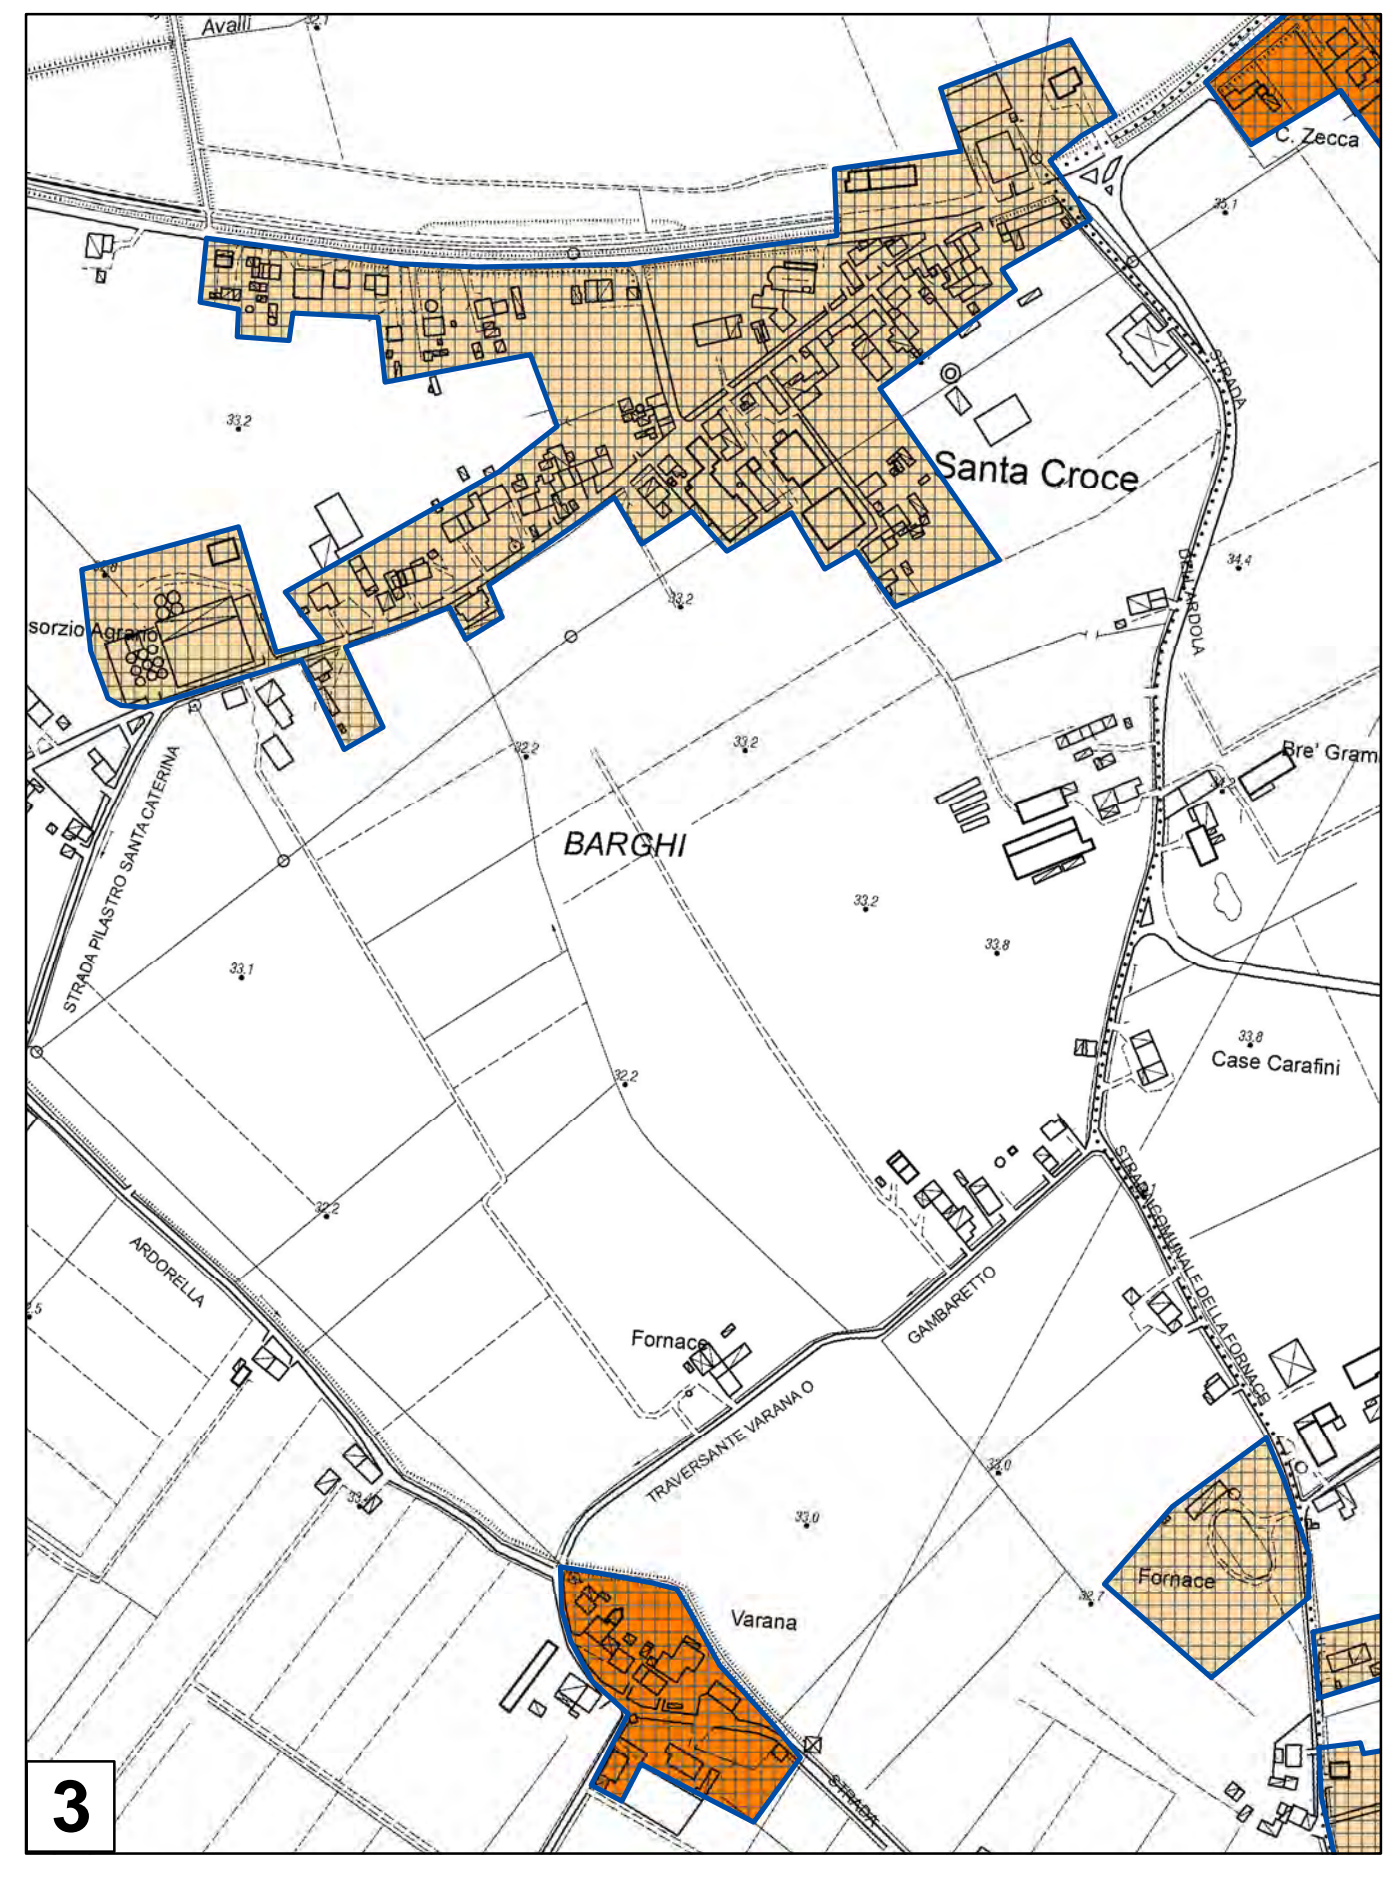 Avalli
C. Zecca
35.1
33.2
Santa Croce
STRADA
DELL'ARDOLA
34.4
33.2
sorzio Agrario
32.2
33.2
Bre' Gram
STRADA PILASTRO SANTA CATERINA
BARGHI
33.2
33.8
33.1
33.8
Case Carafini
32.2
32.2
ARDORELLA
STRADA COMUNALE DELLA FORNACE
GAMBARETTO
Fornace
TRAVERSANTE VARANA O
33.0
33.0
Fornace
32.7
Varana
STRADA
3